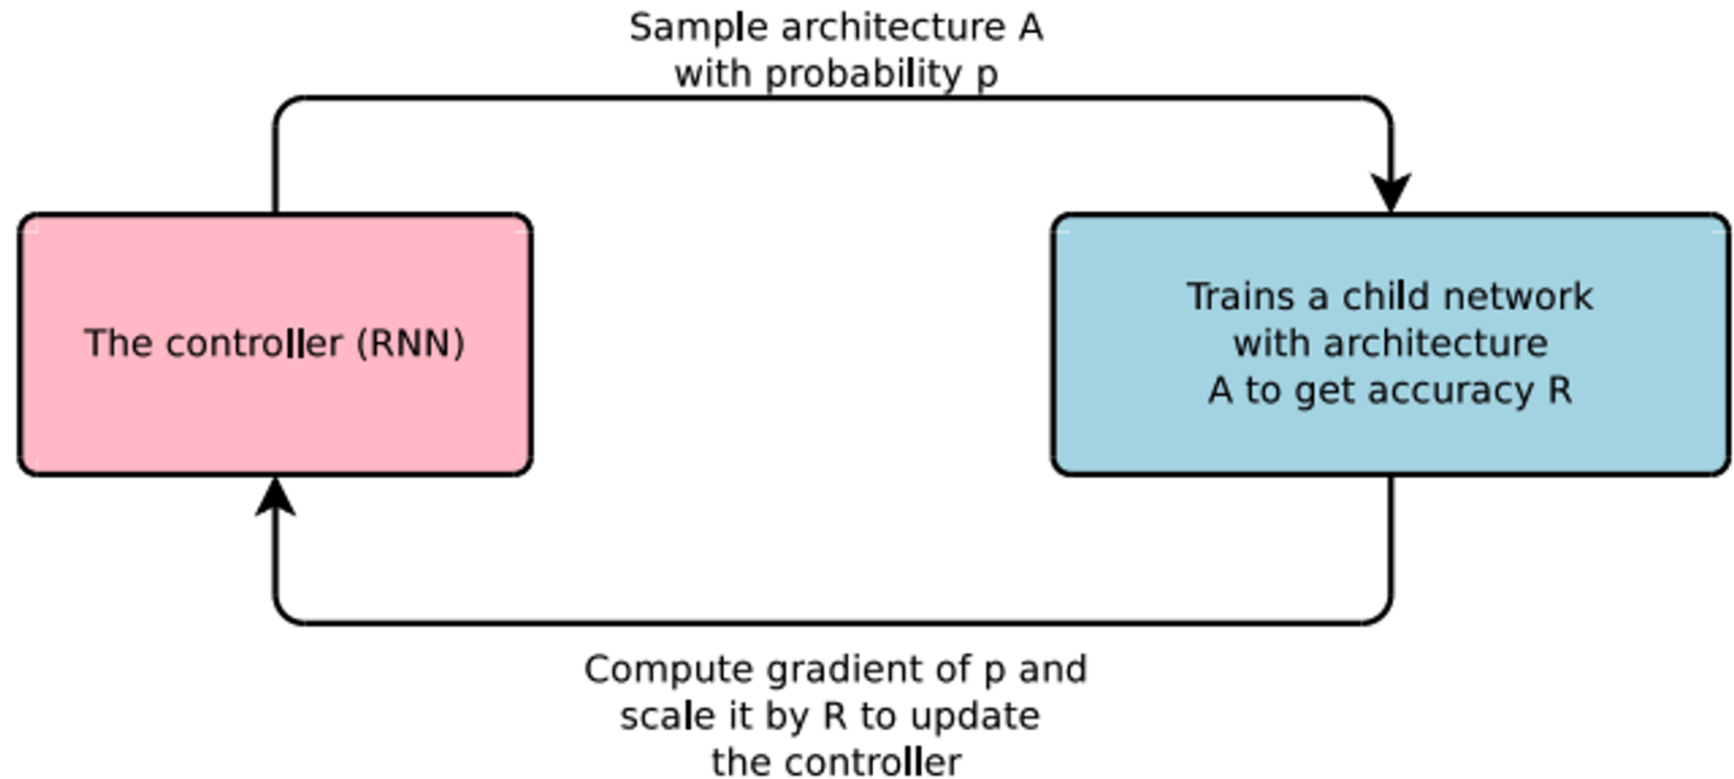 Sample architecture A
with probability p
The controller (RNN)
Trains a child network
with architecture
A to get accuracy R
Compute gradient of p and
scale it by R to update
the controller